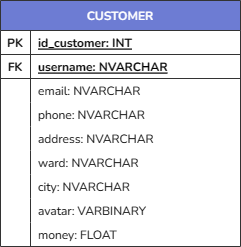 CUSTOMER
PK id_customer: INT
FK username: NVARCHAR
email: NVARCHAR
phone: NVARCHAR
address: NVARCHAR
ward: NVARCHAR
city: NVARCHAR
avatar: VARBINARY
money: FLOAT